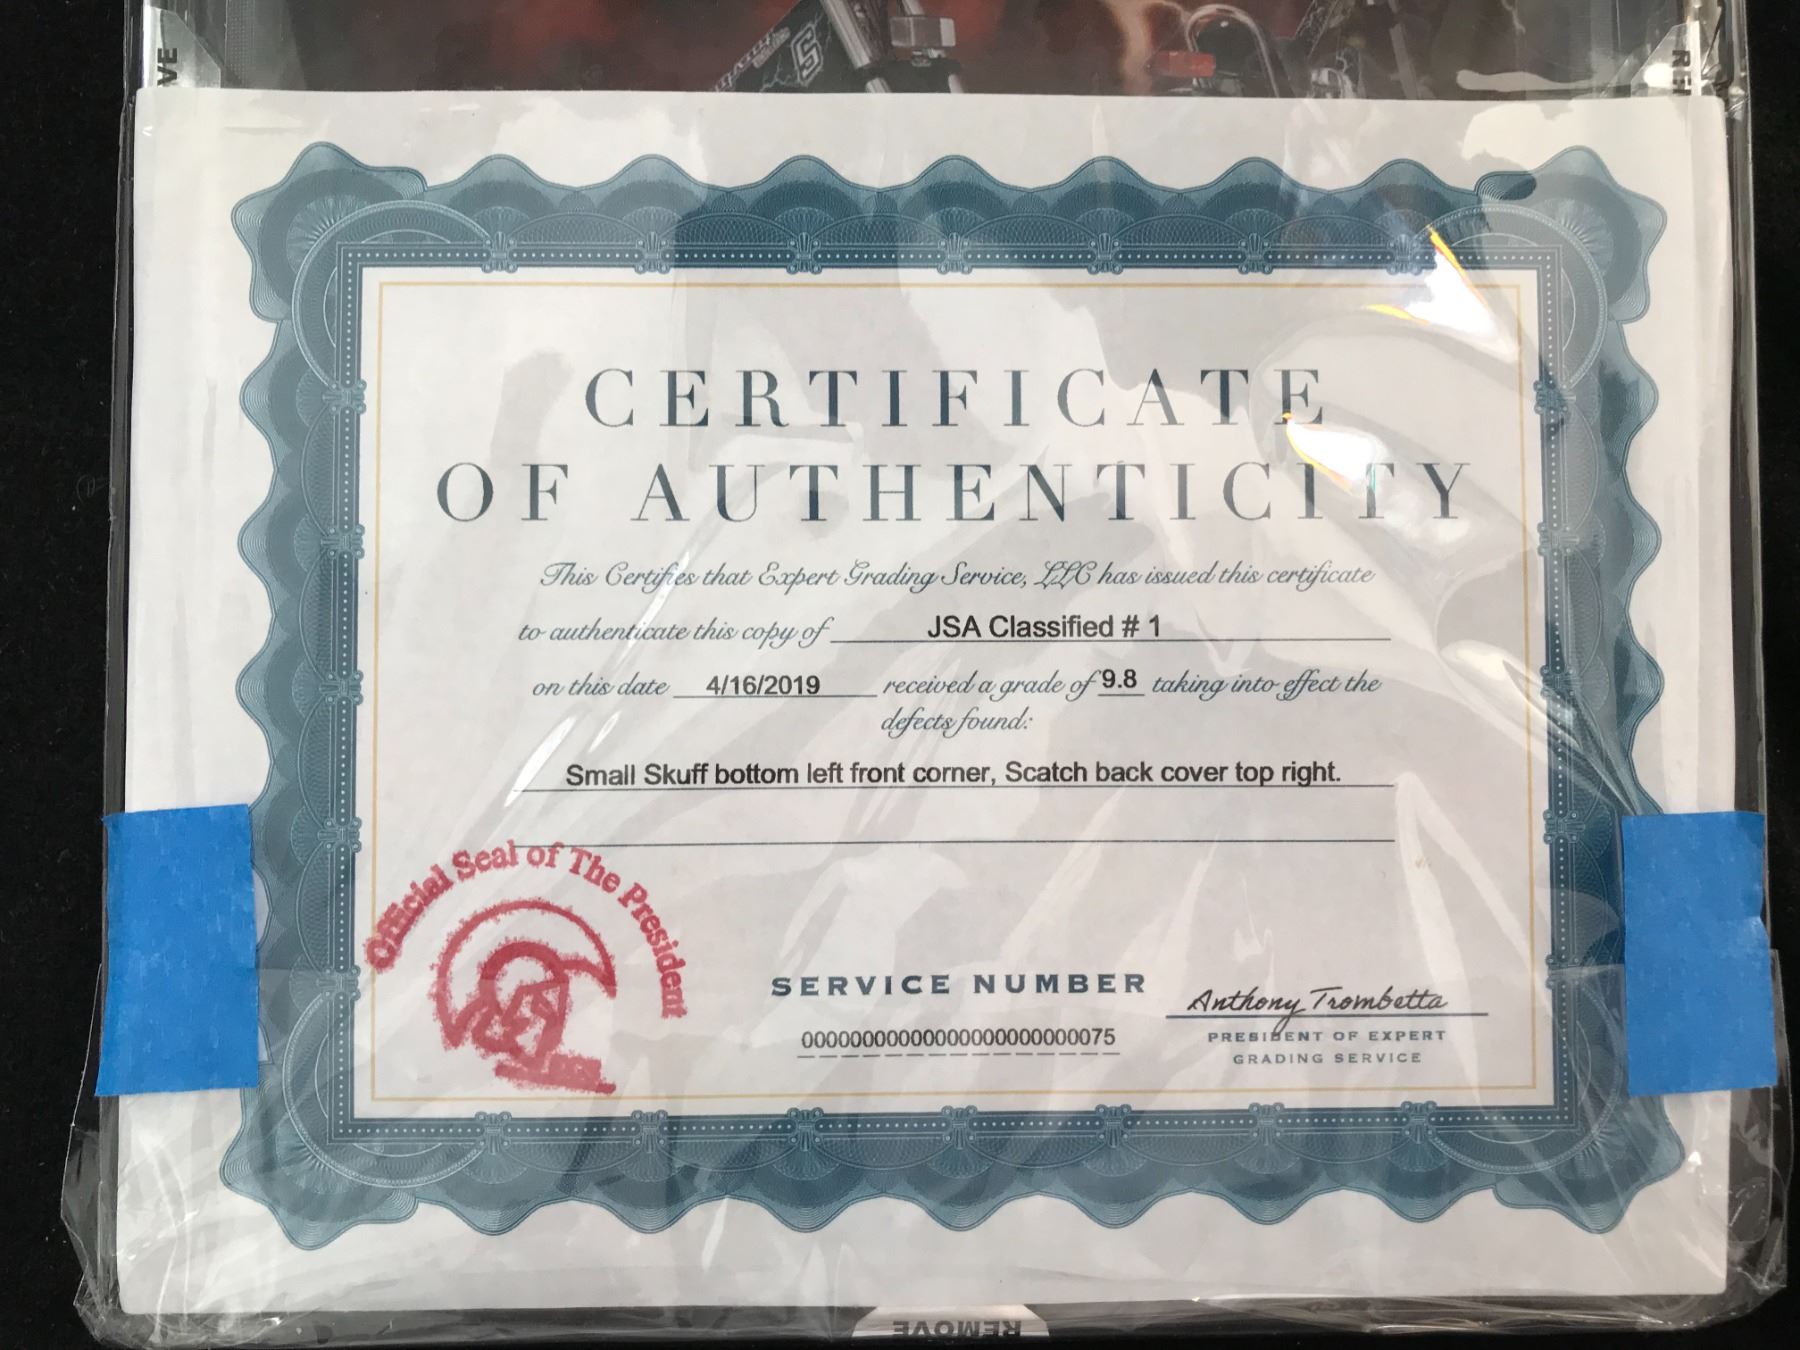 VE
REM
CERTIFICATE
OF AUTHENTICITY
This Certifies that Expert Grading Service, LLC has issued this certificate
to authenticate this copy of JSA Classified # 1
on this date 4/16/2019 received a grade of 9.8 taking into effect the
defects found:
Small Skuff bottom left front corner, Scatch back cover top right.
Official Seal of The President
SERVICE NUMBER
Anthony Trombetta
PRESIDENT OF EXPERT
GRADING SERVICE
REMOVE